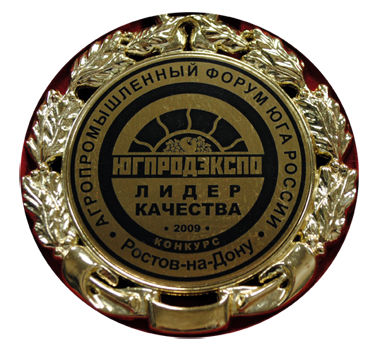 АГРОПРОМЫШЛЕННЫЙ ФОРУМ ЮГА РОССИИ
ЮГПРОДЭКСПО
ЛИДЕР
КАЧЕСТВА
• 2009 •
КОНКУРС
• Ростов-на-Дону •